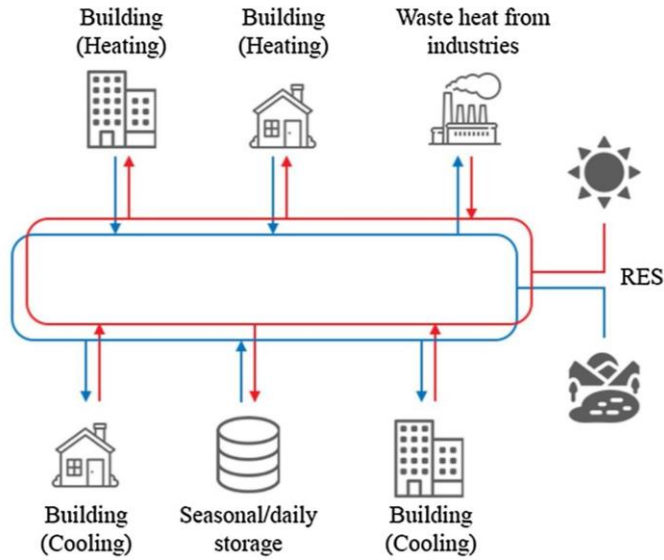 Building
(Heating)
Building
(Heating)
Waste heat from
industries
RES
Building
(Cooling)
Seasonal/daily
storage
Building
(Cooling)